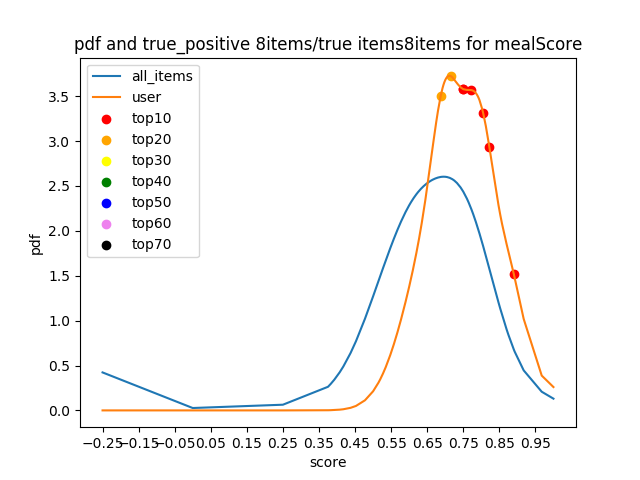 pdf and true_positive 8items/true items8items for mealScore
all_items
user
top10
top20
top30
top40
top50
top60
top70
pdf
3.5
3.0
2.5
2.0
1.5
1.0
0.5
0.0
−0.25 −0.15 −0.05 0.05 0.15 0.25 0.35 0.45 0.55 0.65 0.75 0.85 0.95
score